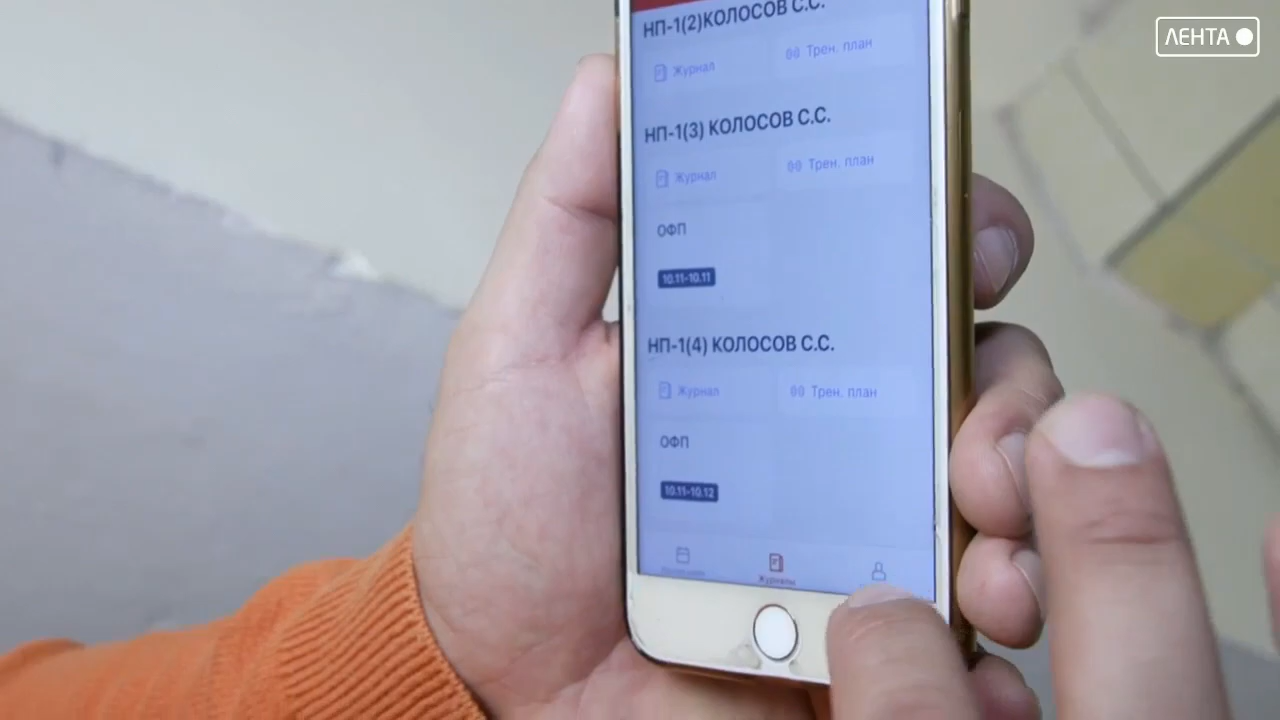 ЛЕНТА
НП-1(2)КОЛОСОВ С.С.
Журнал
Трен. план
НП-1(3) КОЛОСОВ С.С.
Журнал
Трен. план
ОФП
10.11-10.11
НП-1(4) КОЛОСОВ С.С.
Журнал
Трен. план
ОФП
10.11-10.12
Журналы